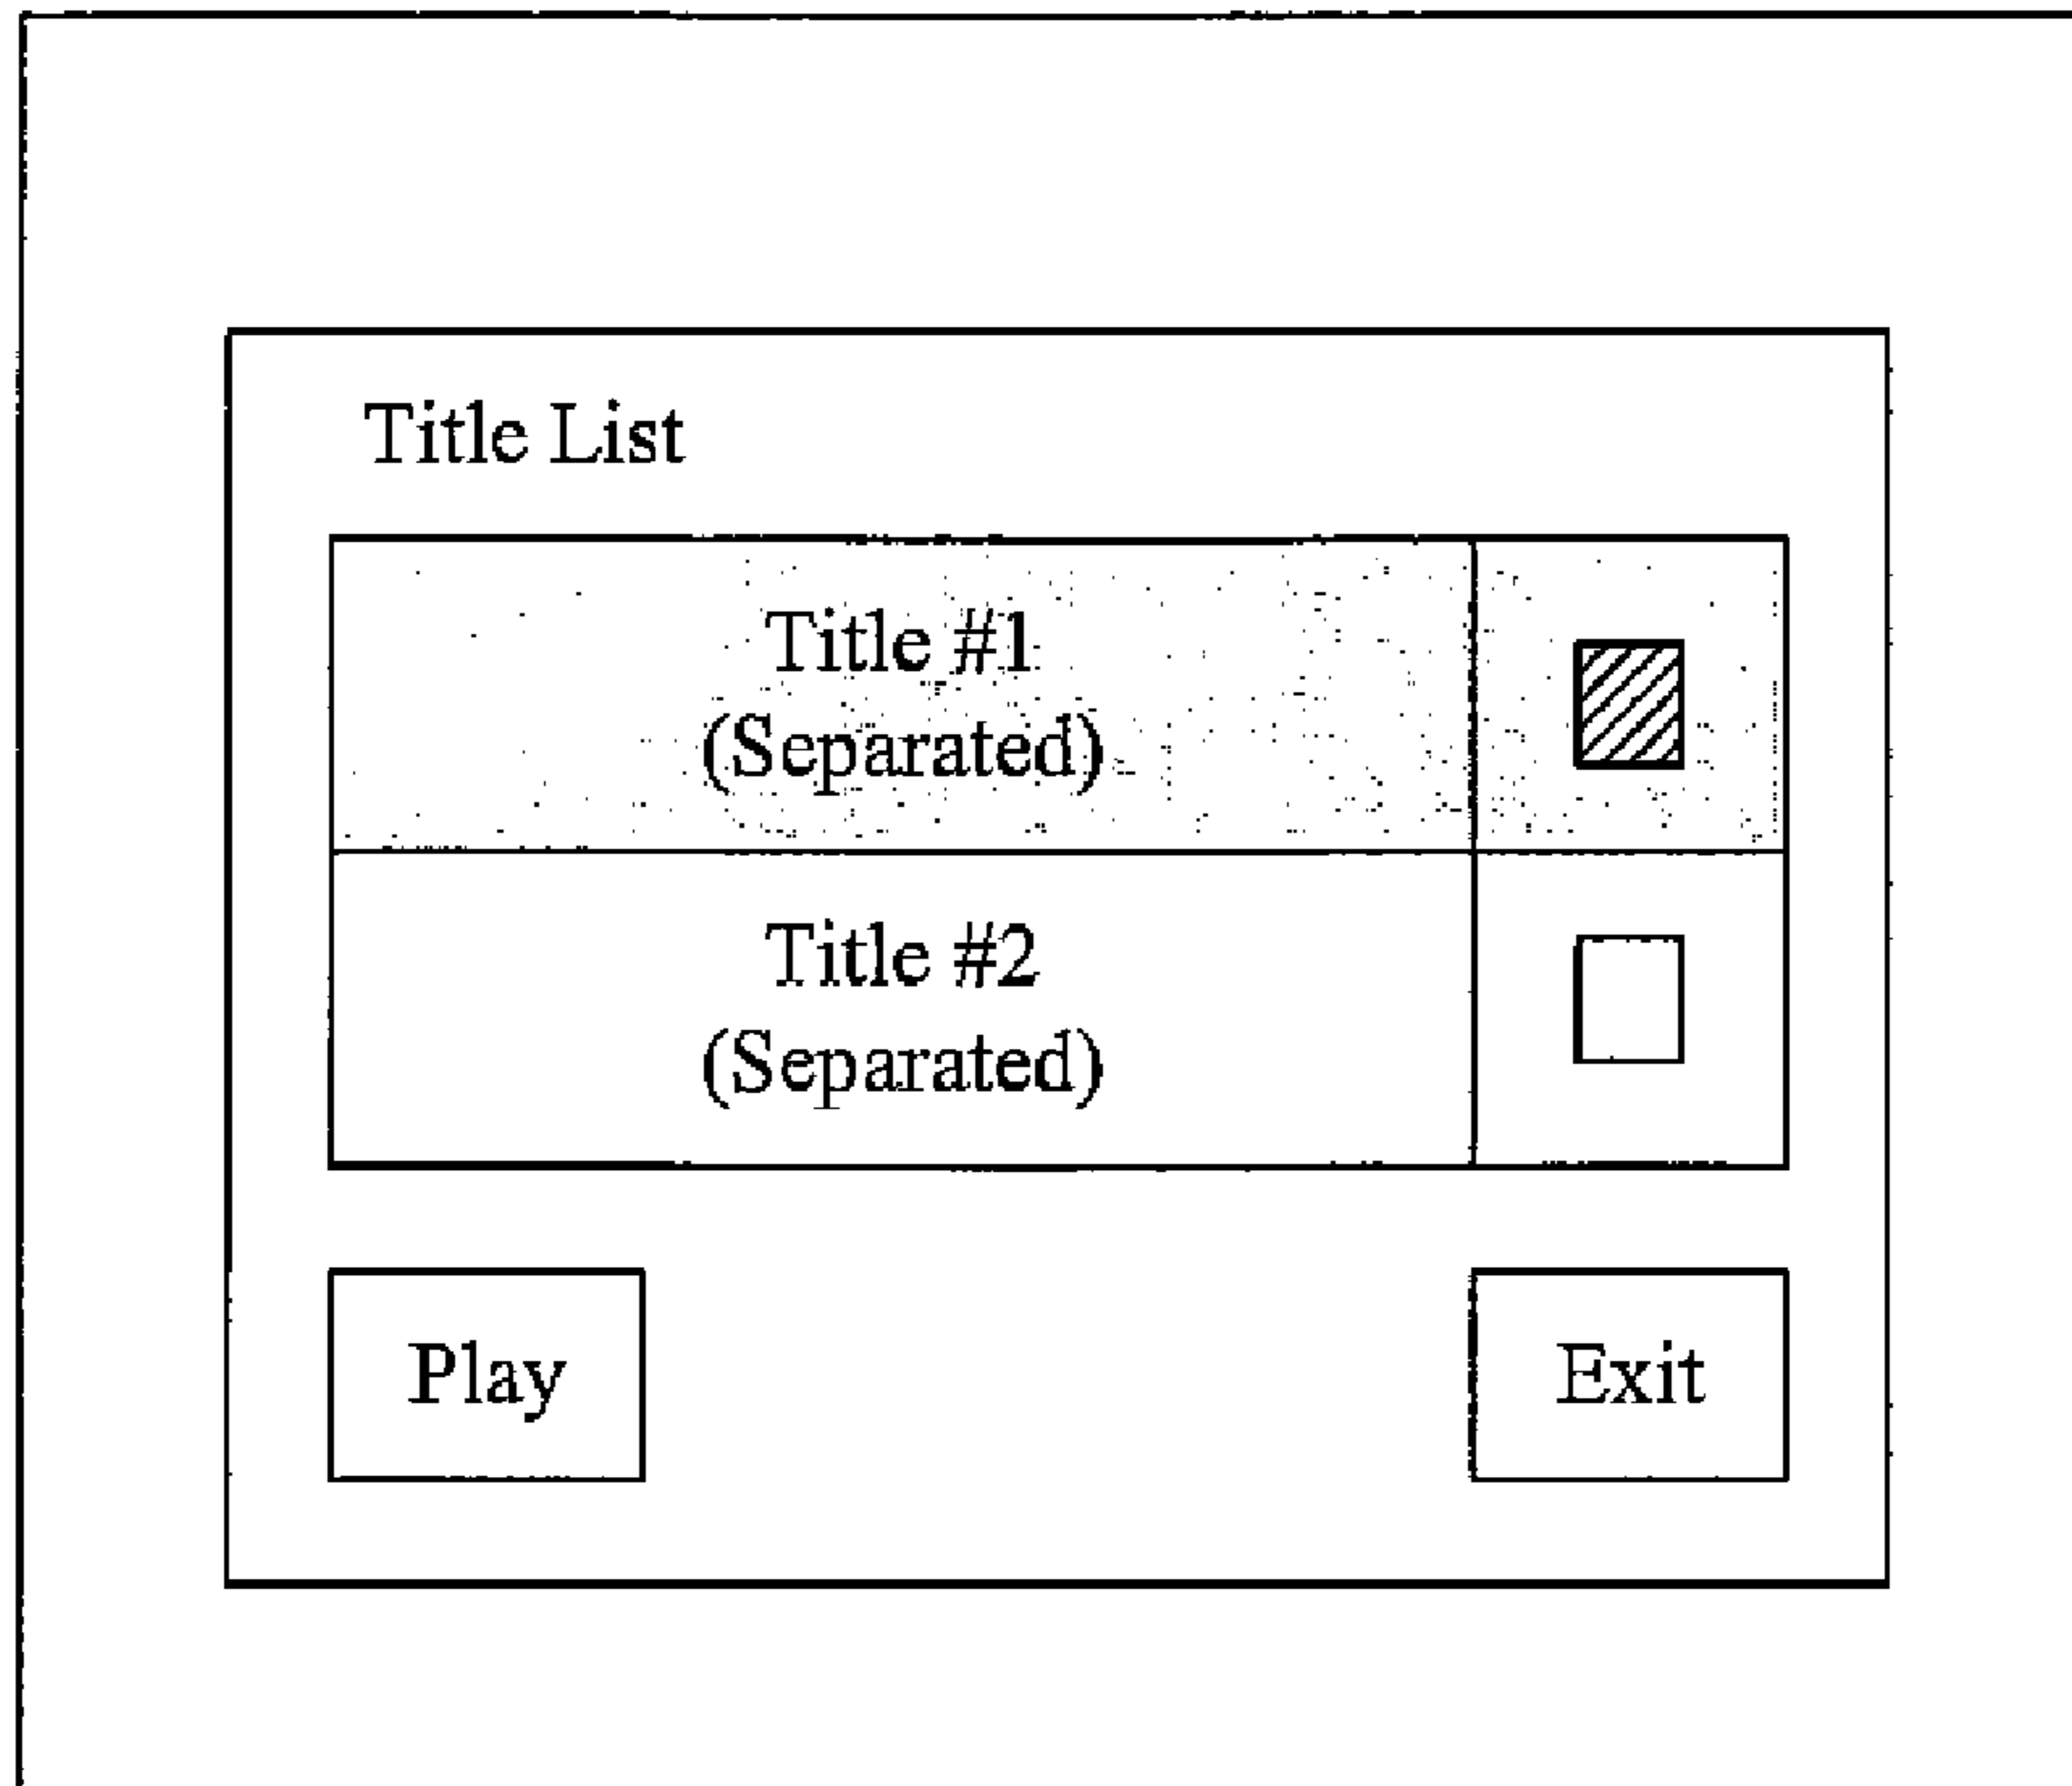 Title List
Title #1
(Separated)
Title #2
(Separated)
Play
Exit